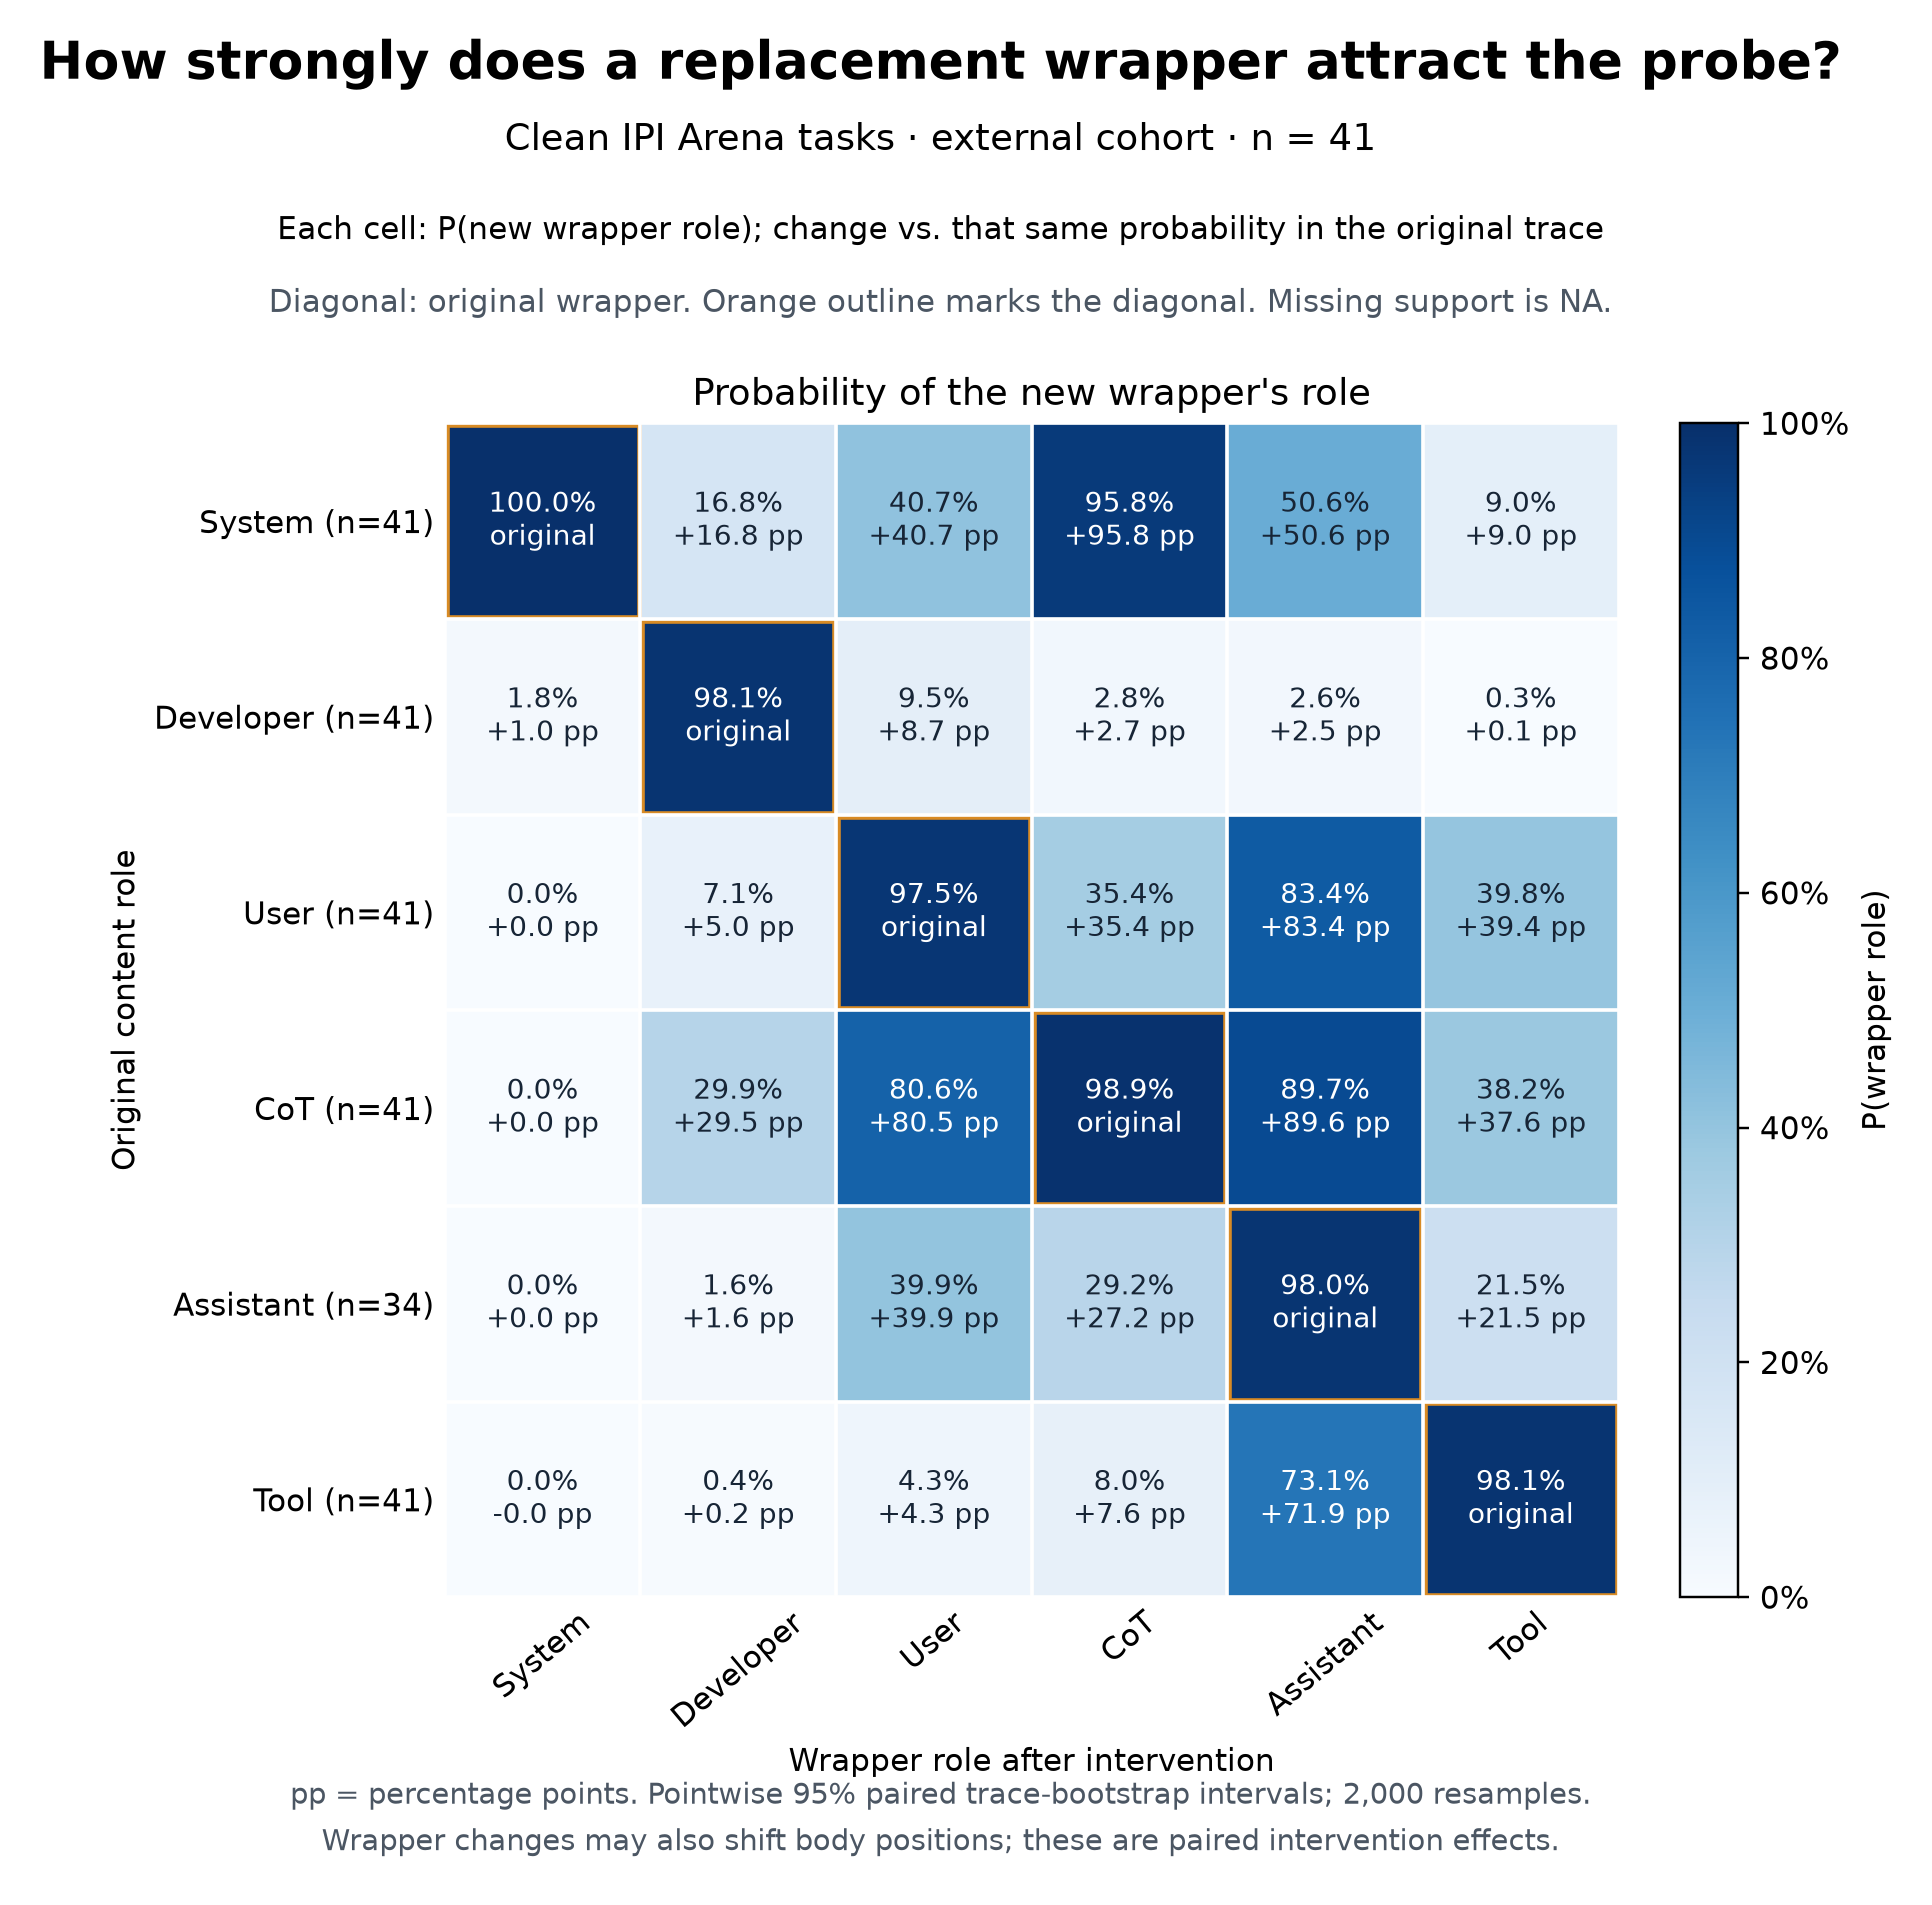 How strongly does a replacement wrapper attract the probe?
Clean IPI Arena tasks · external cohort · n = 41
Each cell: P(new wrapper role); change vs. that same probability in the original trace
Diagonal: original wrapper. Orange outline marks the diagonal. Missing support is NA.
Probability of the new wrapper's role
System (n=41)
100.0%
original
16.8%
+16.8 pp
40.7%
+40.7 pp
95.8%
+95.8 pp
50.6%
+50.6 pp
9.0%
+9.0 pp
Developer (n=41)
1.8%
+1.0 pp
98.1%
original
9.5%
+8.7 pp
2.8%
+2.7 pp
2.6%
+2.5 pp
0.3%
+0.1 pp
User (n=41)
0.0%
+0.0 pp
7.1%
+5.0 pp
97.5%
original
35.4%
+35.4 pp
83.4%
+83.4 pp
39.8%
+39.4 pp
CoT (n=41)
0.0%
+0.0 pp
29.9%
+29.5 pp
80.6%
+80.5 pp
98.9%
original
89.7%
+89.6 pp
38.2%
+37.6 pp
Assistant (n=34)
0.0%
+0.0 pp
1.6%
+1.6 pp
39.9%
+39.9 pp
29.2%
+27.2 pp
98.0%
original
21.5%
+21.5 pp
Tool (n=41)
0.0%
-0.0 pp
0.4%
+0.2 pp
4.3%
+4.3 pp
8.0%
+7.6 pp
73.1%
+71.9 pp
98.1%
original
Original content role
System
Developer
User
CoT
Assistant
Tool
Wrapper role after intervention
100%
80%
60%
40%
20%
0%
P(wrapper role)
pp = percentage points. Pointwise 95% paired trace-bootstrap intervals; 2,000 resamples.
Wrapper changes may also shift body positions; these are paired intervention effects.